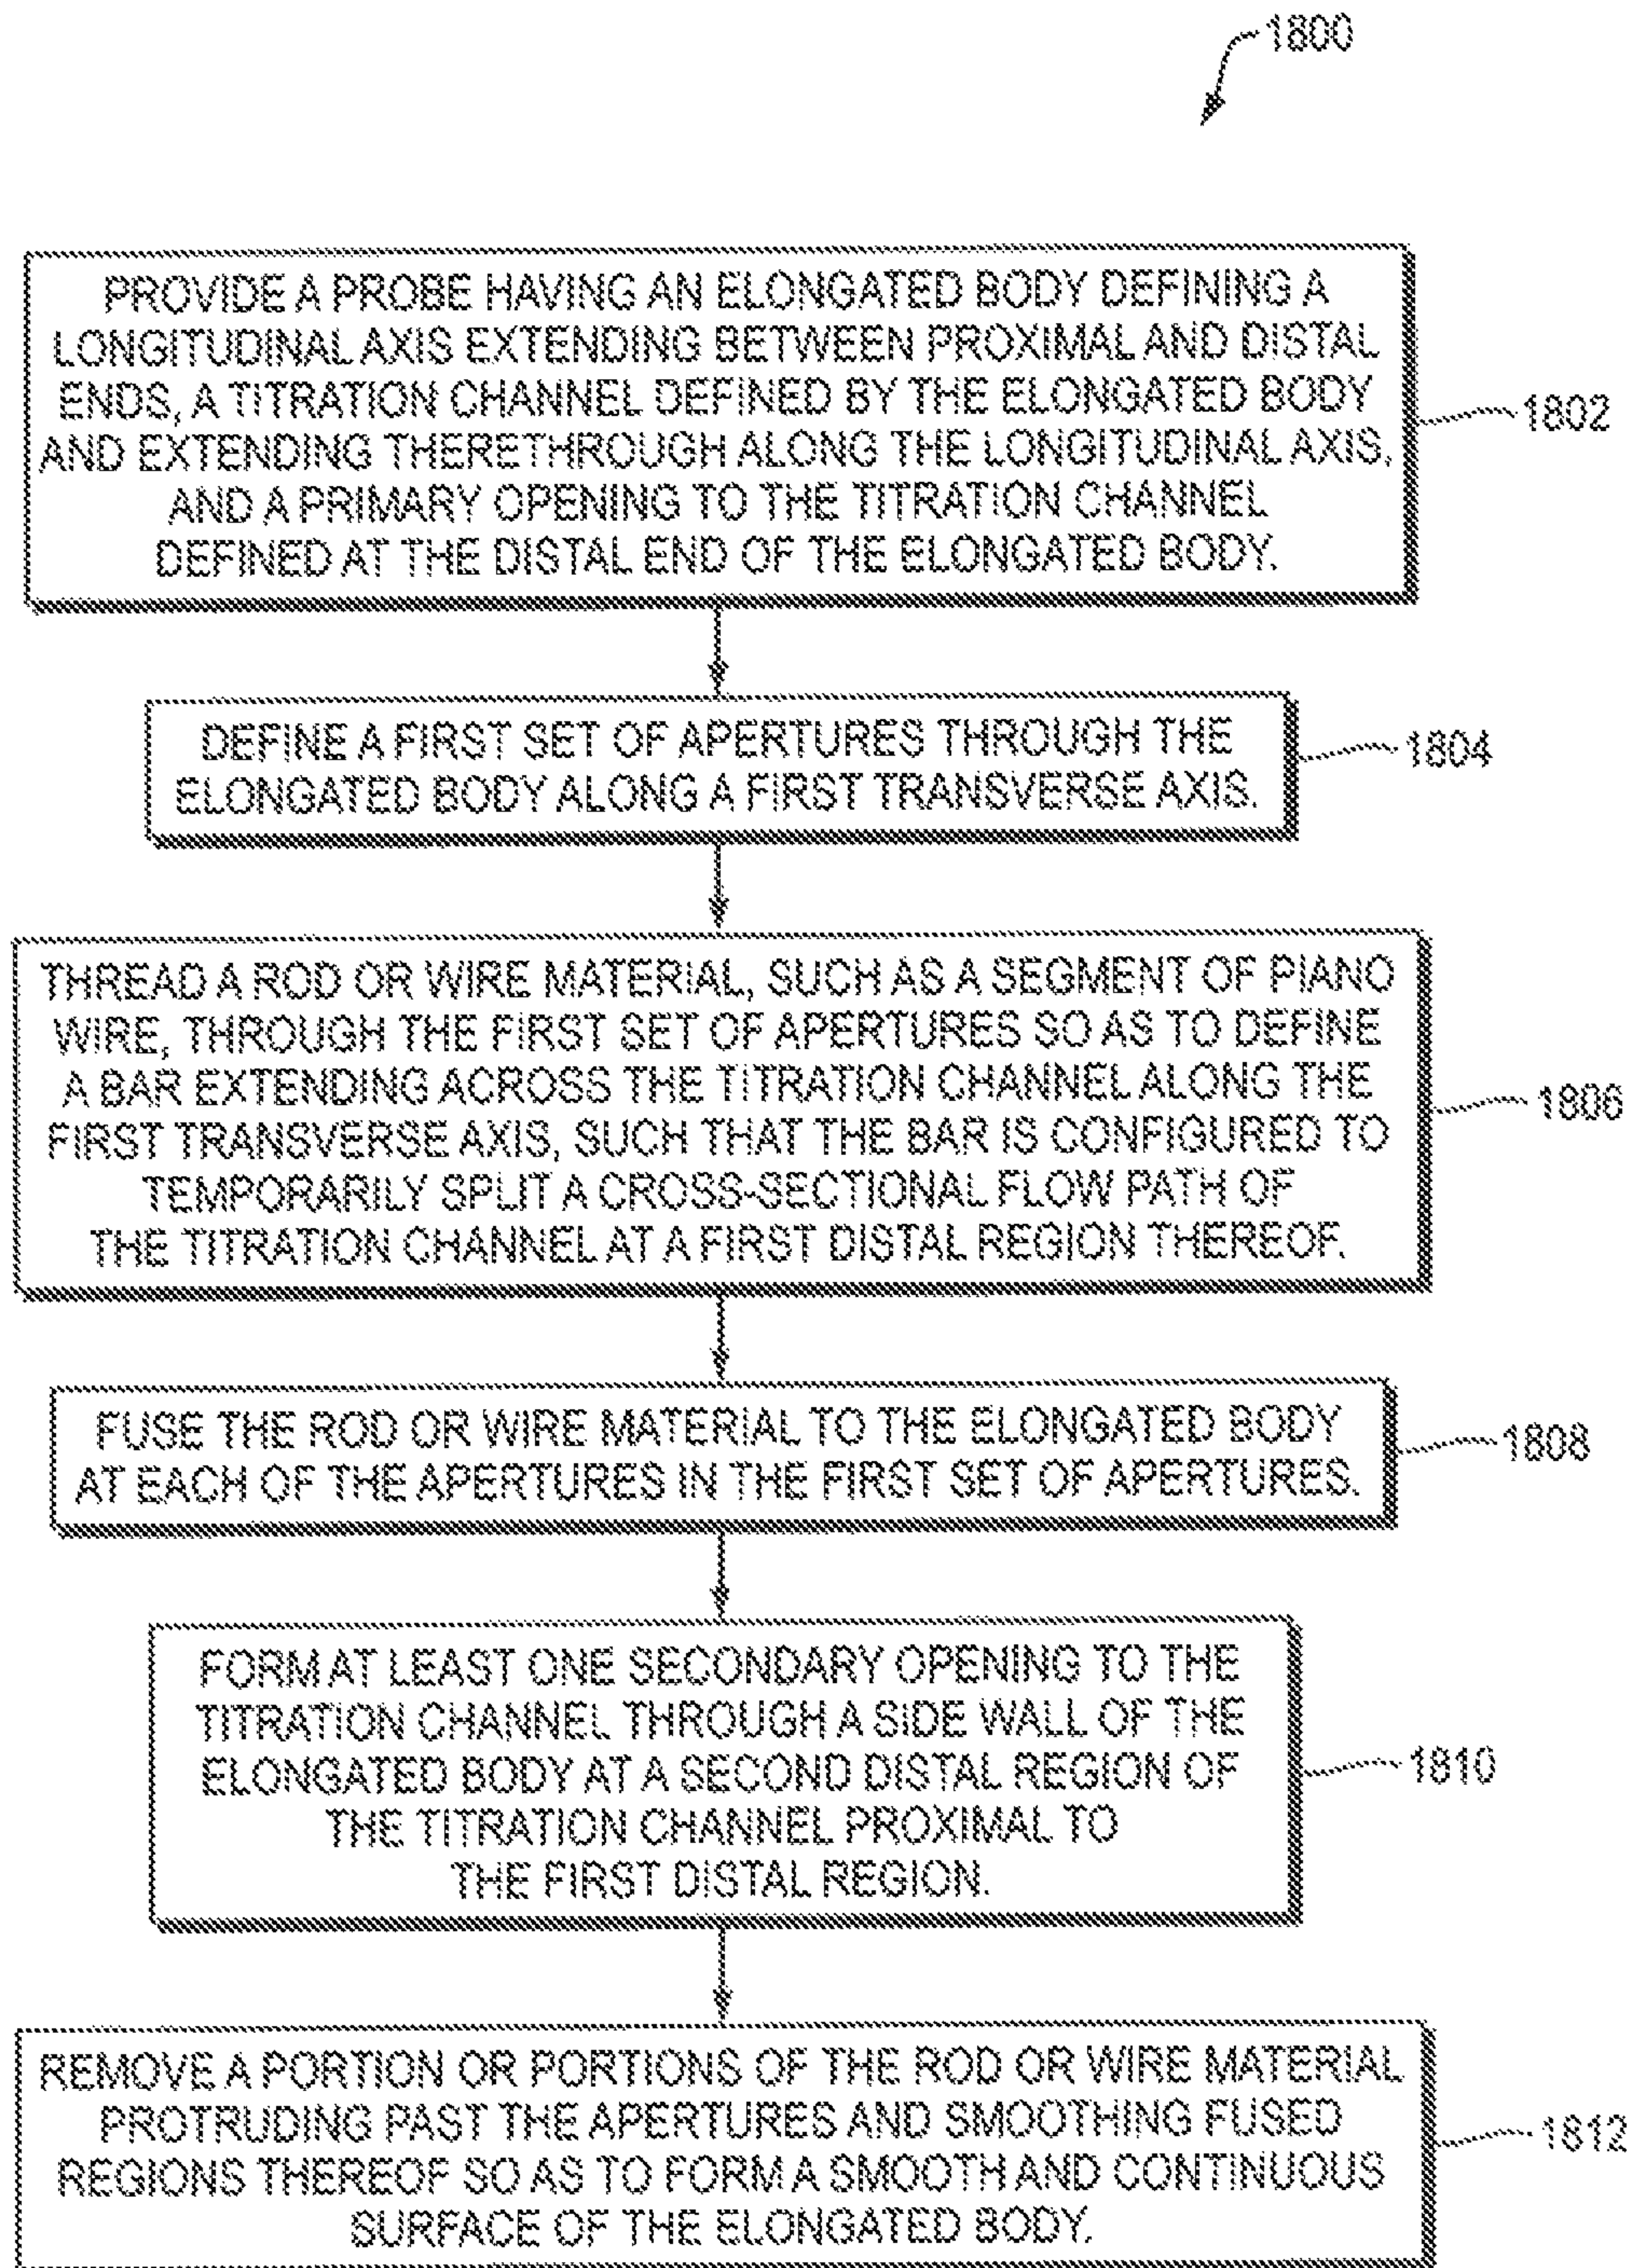 1800
PROVIDE A PROBE HAVING AN ELONGATED BODY DEFINING A
LONGITUDINAL AXIS EXTENDING BETWEEN PROXIMAL AND DISTAL
ENDS, A TITRATION CHANNEL DEFINED BY THE ELONGATED BODY
AND EXTENDING THERETHROUGH ALONG THE LONGITUDINAL AXIS,
AND A PRIMARY OPENING TO THE TITRATION CHANNEL
DEFINED AT THE DISTAL END OF THE ELONGATED BODY.
1802
DEFINE A FIRST SET OF APERTURES THROUGH THE
ELONGATED BODY ALONG A FIRST TRANSVERSE AXIS.
1804
THREAD A ROD OR WIRE MATERIAL, SUCH AS A SEGMENT OF PIANO
WIRE, THROUGH THE FIRST SET OF APERTURES SO AS TO DEFINE
A BAR EXTENDING ACROSS THE TITRATION CHANNEL ALONG THE
FIRST TRANSVERSE AXIS, SUCH THAT THE BAR IS CONFIGURED TO
TEMPORARILY SPLIT A CROSS-SECTIONAL FLOW PATH OF
THE TITRATION CHANNEL AT A FIRST DISTAL REGION THEREOF.
1806
FUSE THE ROD OR WIRE MATERIAL TO THE ELONGATED BODY
AT EACH OF THE APERTURES IN THE FIRST SET OF APERTURES.
1808
FORM AT LEAST ONE SECONDARY OPENING TO THE
TITRATION CHANNEL THROUGH A SIDE WALL OF THE
ELONGATED BODY AT A SECOND DISTAL REGION OF
THE TITRATION CHANNEL PROXIMAL TO
THE FIRST DISTAL REGION.
1810
REMOVE A PORTION OR PORTIONS OF THE ROD OR WIRE MATERIAL
PROTRUDING PAST THE APERTURES AND SMOOTHING FUSED
REGIONS THEREOF SO AS TO FORM A SMOOTH AND CONTINUOUS
SURFACE OF THE ELONGATED BODY.
1812